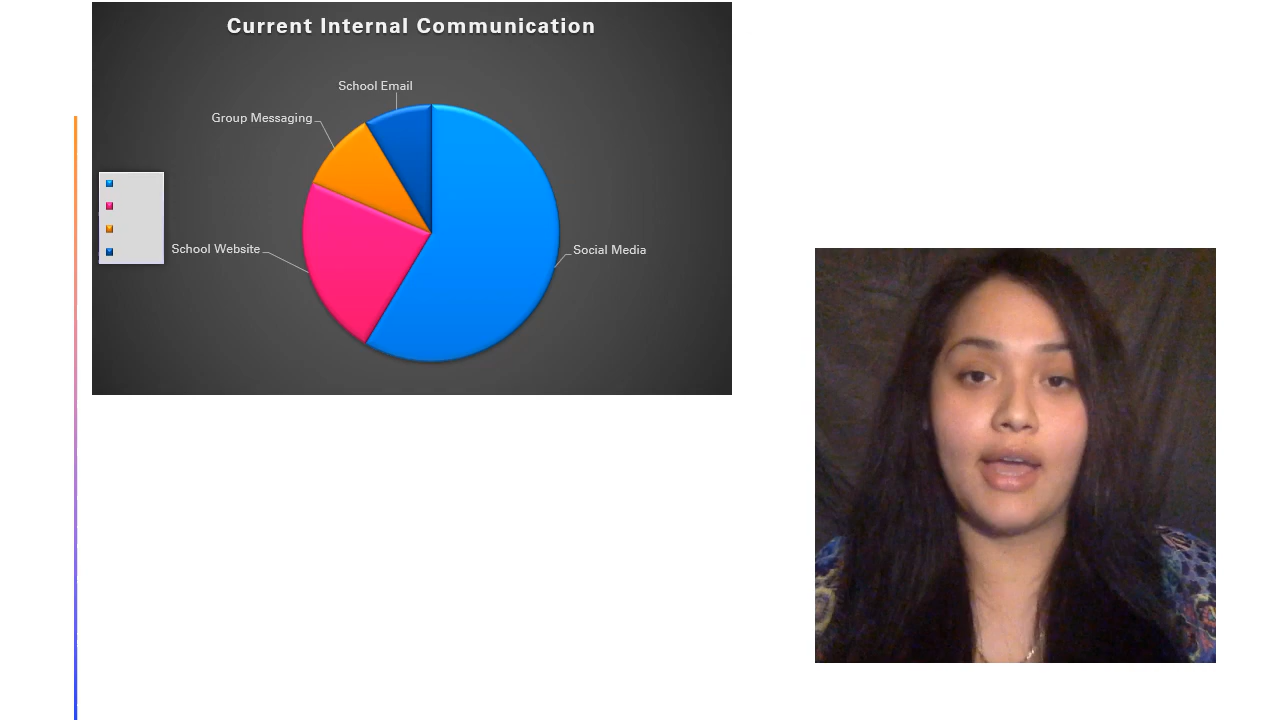 Current Internal Communication
School Email
Group Messaging
School Website
Social Media